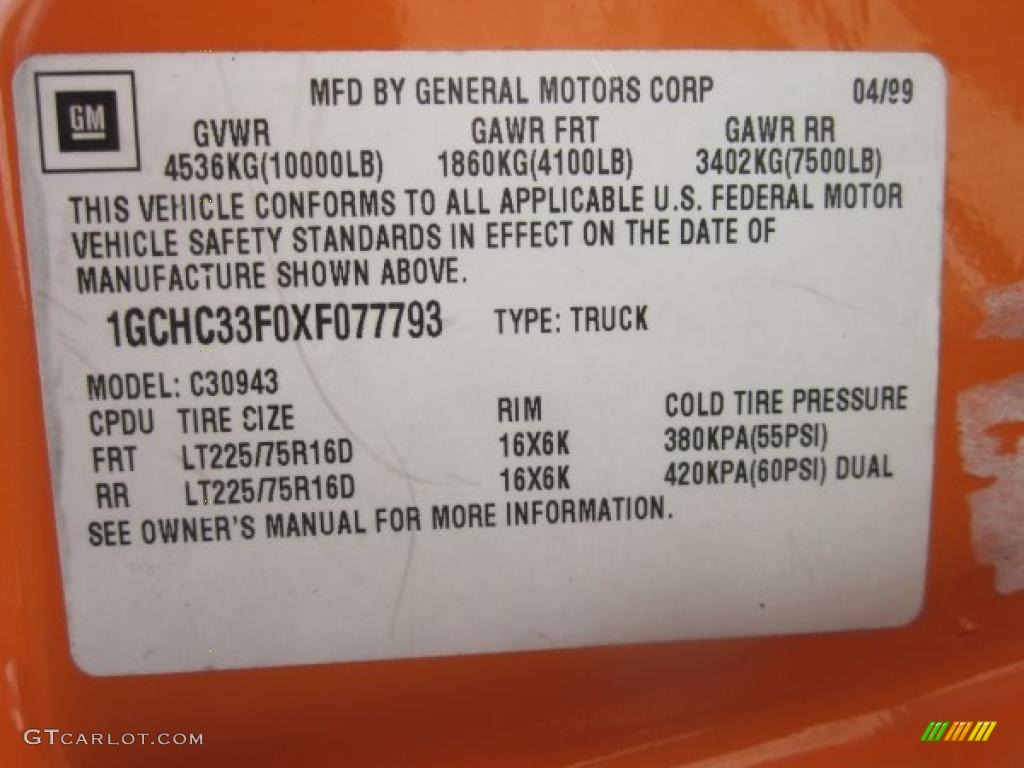 GM
MFD BY GENERAL MOTORS CORP 04/99
GVWR GAWR FRT GAWR RR
4536KG(10000LB) 1860KG(4100LB) 3402KG(7500LB)
THIS VEHICLE CONFORMS TO ALL APPLICABLE U.S. FEDERAL MOTOR
VEHICLE SAFETY STANDARDS IN EFFECT ON THE DATE OF
MANUFACTURE SHOWN ABOVE.
1GCHC33F0XF077793 TYPE: TRUCK
MODEL: C30943
CPDU TIRE SIZE RIM COLD TIRE PRESSURE
FRT LT225/75R16D 16X6K 380KPA(55PSI)
RR LT225/75R16D 16X6K 420KPA(60PSI) DUAL
SEE OWNER'S MANUAL FOR MORE INFORMATION.
GTCARLOT.COM